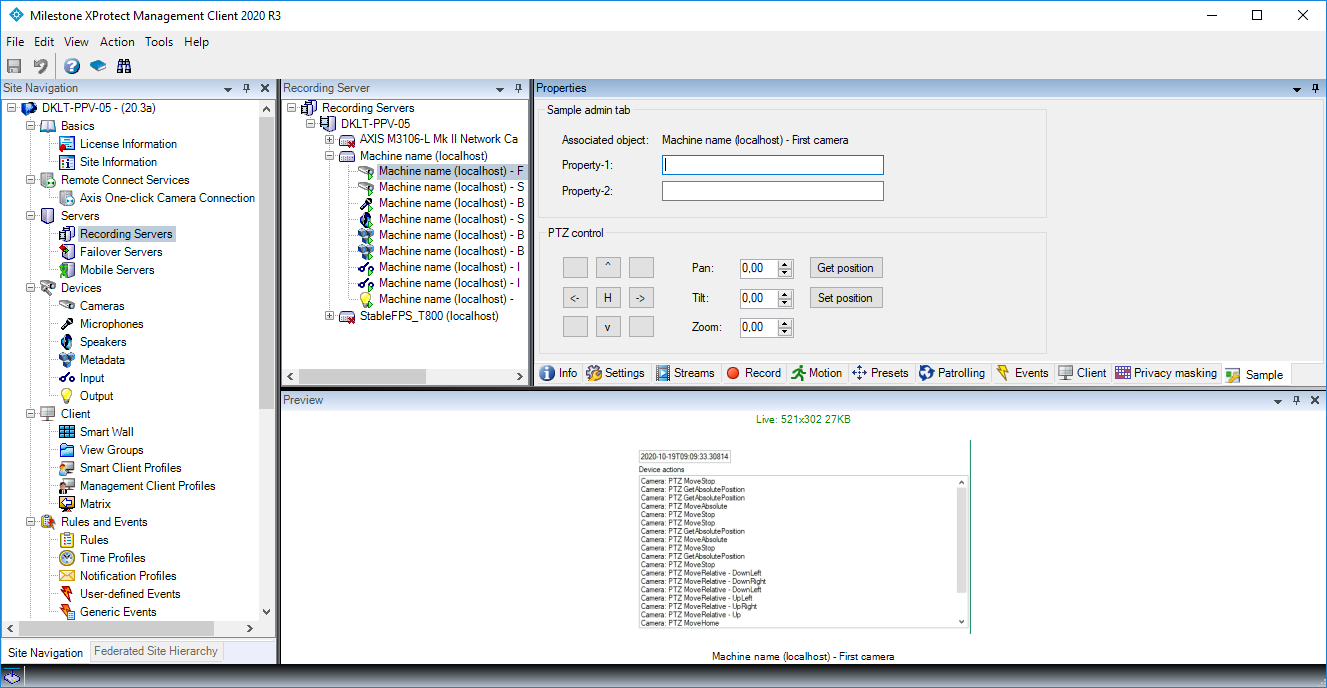 Milestone XProtect Management Client 2020 R3
File Edit View Action Tools Help
Site Navigation
DKLT-PPV-05 - (20.3a)
Basics
License Information
Site Information
Remote Connect Services
Axis One-click Camera Connection
Servers
Recording Servers
Failover Servers
Mobile Servers
Devices
Cameras
Microphones
Speakers
Metadata
Input
Output
Client
Smart Wall
View Groups
Smart Client Profiles
Management Client Profiles
Matrix
Rules and Events
Rules
Time Profiles
Notification Profiles
User-defined Events
Generic Events
Site Navigation Federated Site Hierarchy
Recording Server
Recording Servers
DKLT-PPV-05
AXIS M3106-L Mk II Network Ca
Machine name (localhost)
Machine name (localhost) - F
Machine name (localhost) - S
Machine name (localhost) - B
Machine name (localhost) - S
Machine name (localhost) - B
Machine name (localhost) - B
Machine name (localhost) - I
Machine name (localhost) - I
Machine name (localhost) -
StableFPS_T800 (localhost)
Properties
Sample admin tab
Associated object: Machine name (localhost) - First camera
Property-1:
Property-2:
PTZ control
^ Pan: 0,00 Get position
<- H -> Tilt: 0,00 Set position
v Zoom: 0,00
Info Settings Streams Record Motion Presets Patrolling Events Client Privacy masking Sample
Preview
Live: 521x302 27KB
2020-10-19T09:09:33.30814
Device actions
Camera: PTZ MoveStop
Camera: PTZ GetAbsolutePosition
Camera: PTZ GetAbsolutePosition
Camera: PTZ MoveAbsolute
Camera: PTZ MoveStop
Camera: PTZ MoveStop
Camera: PTZ GetAbsolutePosition
Camera: PTZ MoveAbsolute
Camera: PTZ MoveStop
Camera: PTZ GetAbsolutePosition
Camera: PTZ MoveStop
Camera: PTZ MoveRelative - DownLeft
Camera: PTZ MoveRelative - DownRight
Camera: PTZ MoveRelative - DownLeft
Camera: PTZ MoveRelative - UpLeft
Camera: PTZ MoveRelative - UpRight
Camera: PTZ MoveRelative - Up
Camera: PTZ MoveHome
Machine name (localhost) - First camera